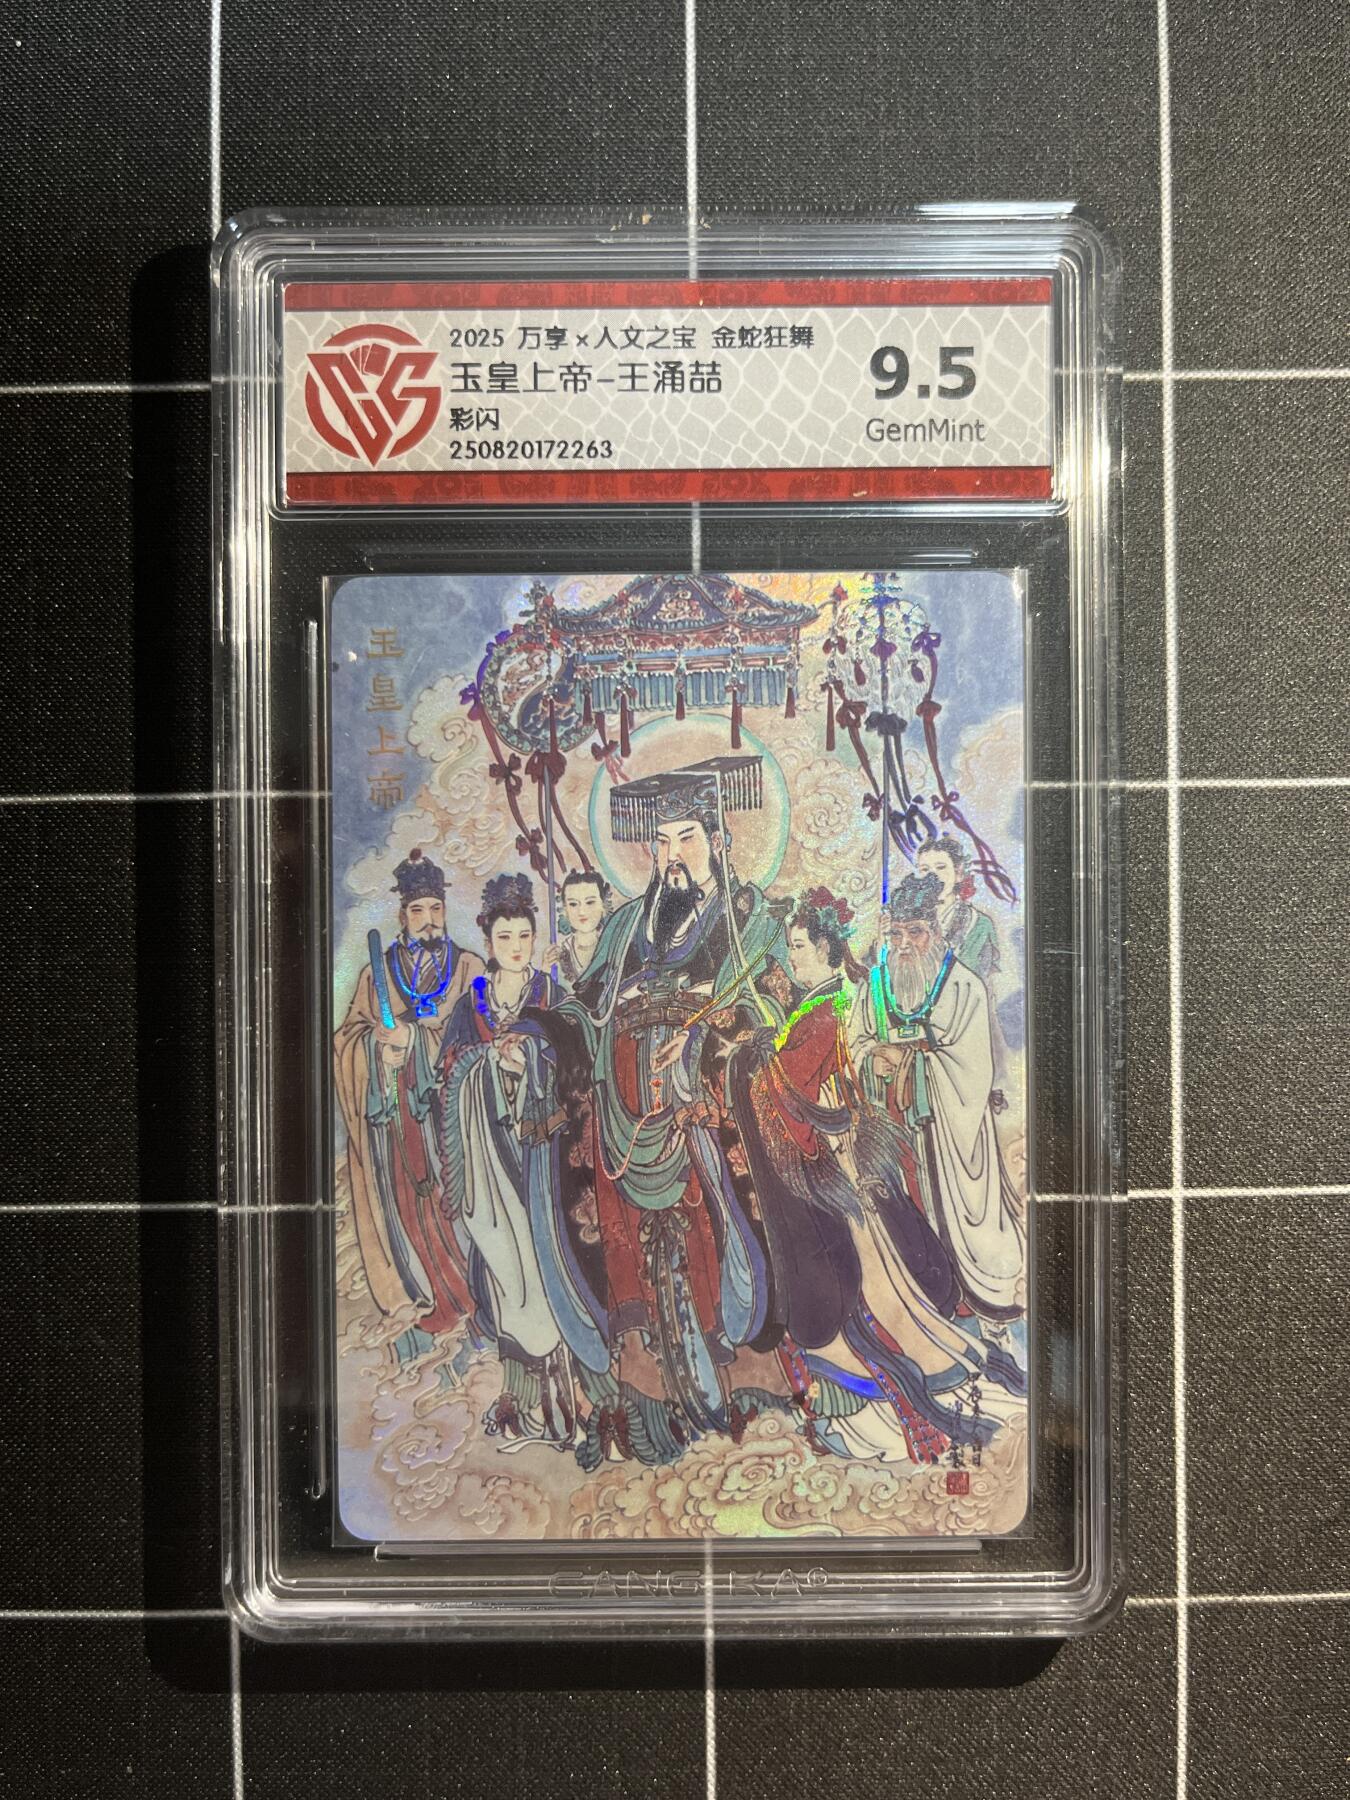 2025 万享×人文之宝 金蛇狂舞
玉皇上帝-王涌喆
彩闪
250820172263
9.5
GemMint
玉皇上帝
CANG KA